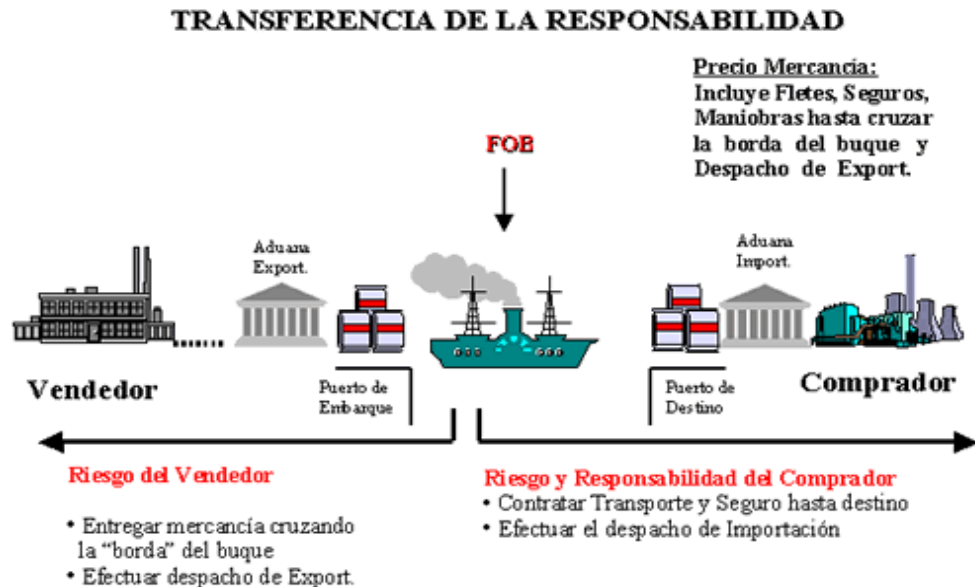 TRANSFERENCIA DE LA RESPONSABILIDAD
Precio Mercancía:
Incluye Fletes, Seguros,
Maniobras hasta cruzar
la borda del buque y
Despacho de Export.
FOB
Aduana
Export.
Aduana
Import.
Vendedor
Puerto de
Embarque
Puerto de
Destino
Comprador
Riesgo del Vendedor
• Entregar mercancía cruzando
la “borda” del buque
• Efectuar despacho de Export.
Riesgo y Responsabilidad del Comprador
• Contratar Transporte y Seguro hasta destino
• Efectuar el despacho de Importación